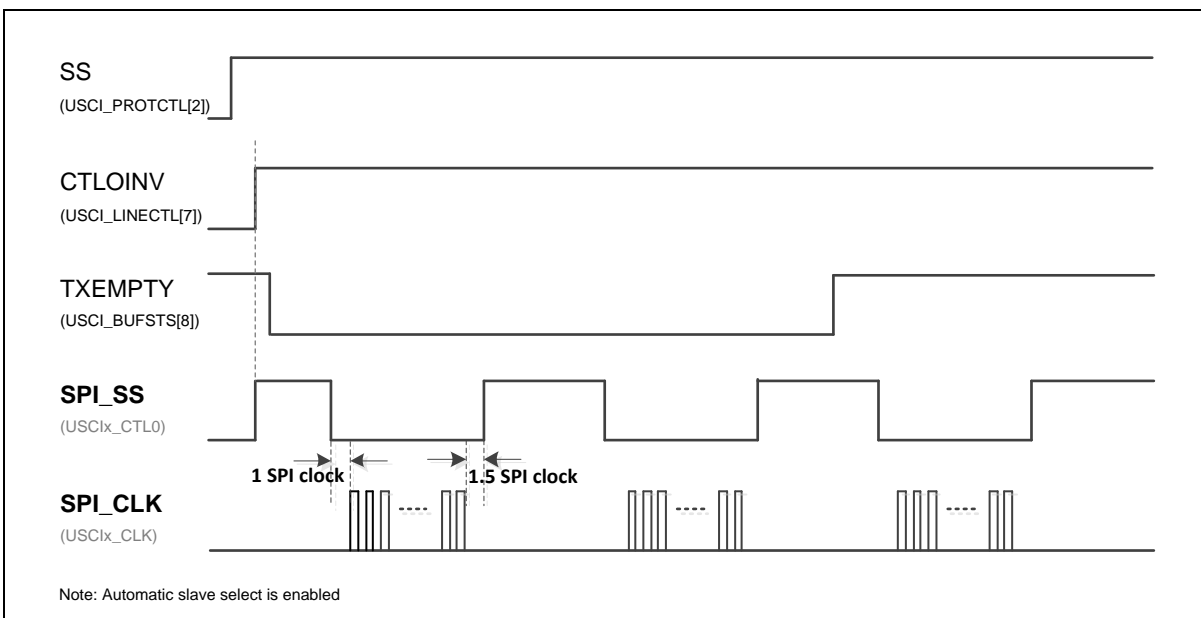 SS
(USCI_PROTCTL[2])
CTLOINV
(USCI_LINECTL[7])
TXEMPTY
(USCI_BUFSTS[8])
SPI_SS
(USCIx_CTL0)
1 SPI clock
1.5 SPI clock
SPI_CLK
(USCIx_CLK)
Note: Automatic slave select is enabled